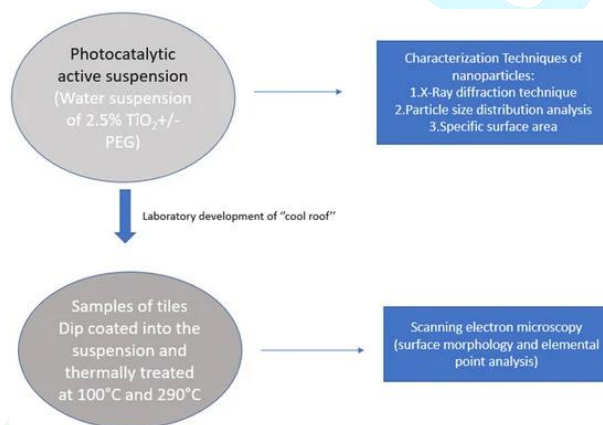 Photocatalytic
active suspension
(Water suspension
of 2.5% TiO₂+/-
PEG)
Characterization Techniques of
nanoparticles:
1.X-Ray diffraction technique
2.Particle size distribution analysis
3.Specific surface area
Laboratory development of ‘‘cool roof’’
Samples of tiles
Dip coated into the
suspension and
thermally treated
at 100°C and 290°C
Scanning electron microscopy
(surface morphology and elemental
point analysis)